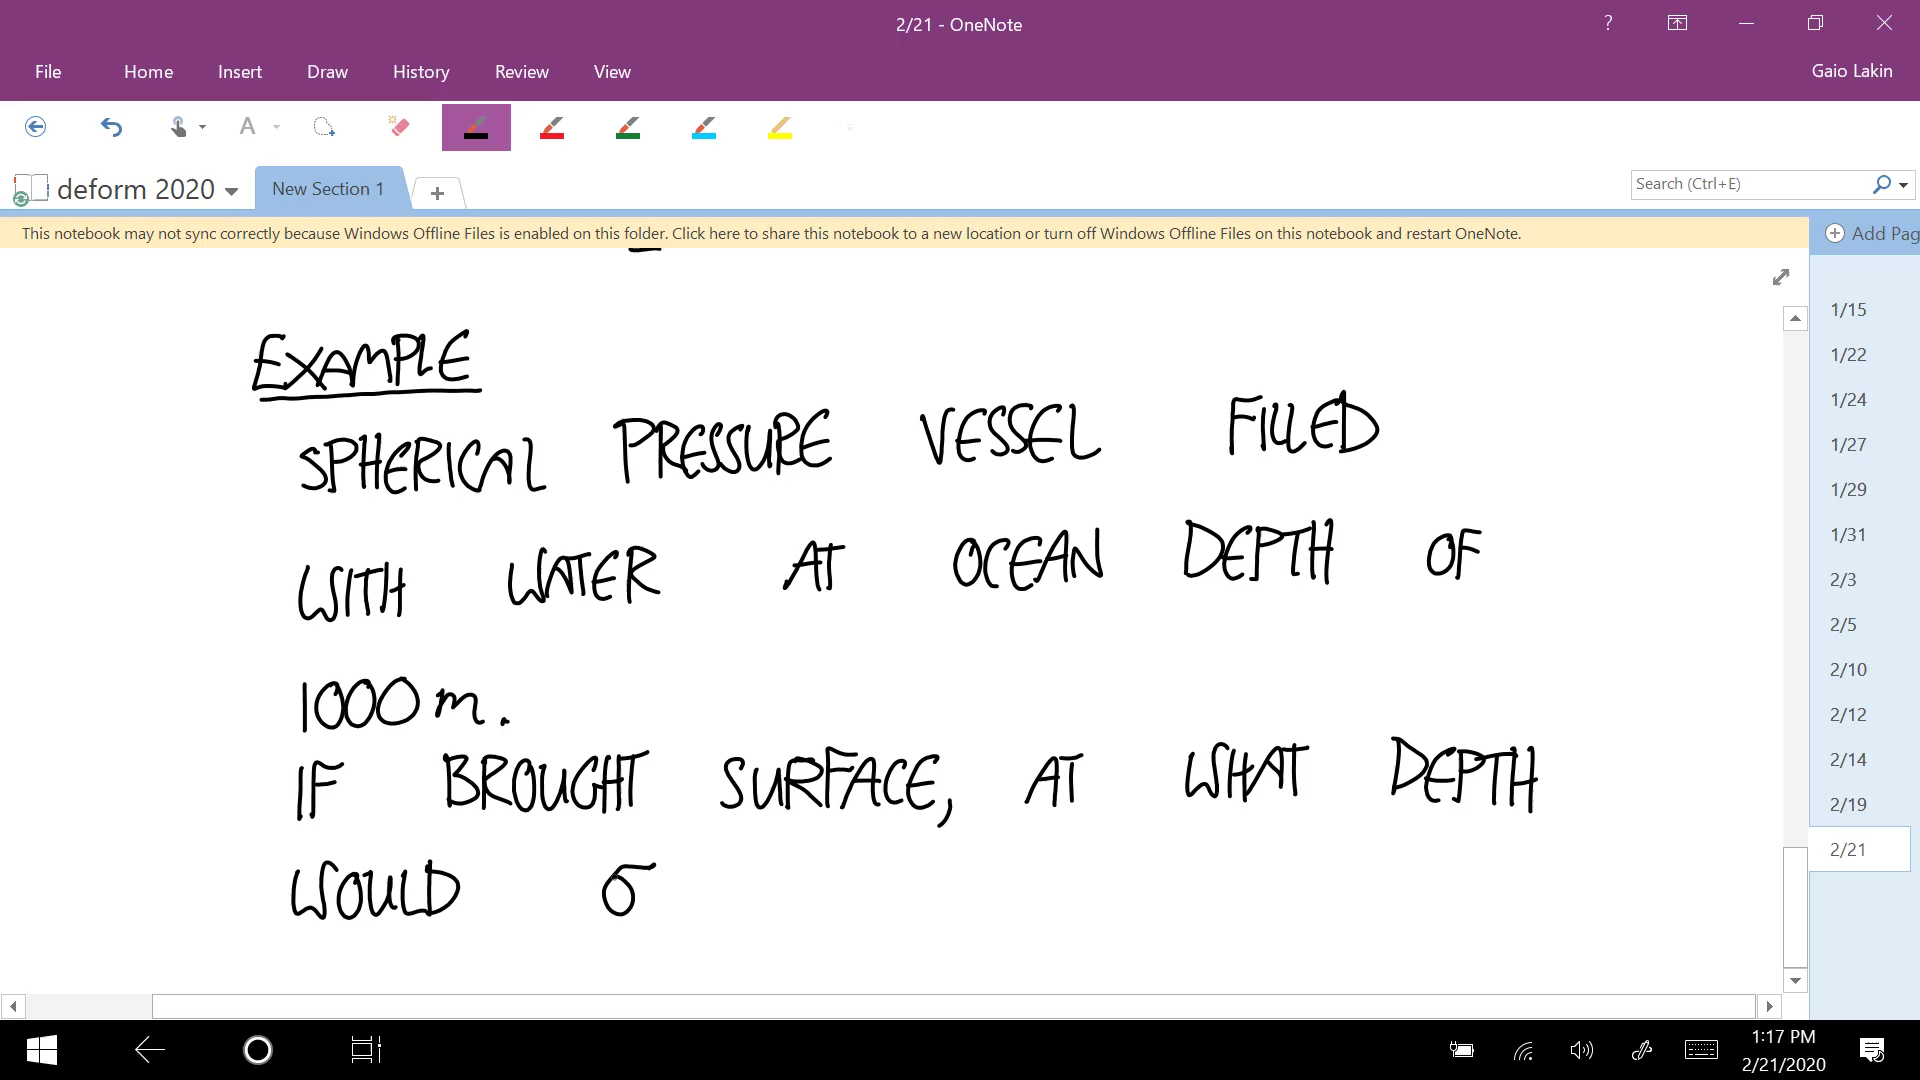 2/21 - OneNote
?
File Home Insert Draw History Review View
Gaio Lakin
A
deform 2020
New Section 1
+
Search (Ctrl+E)
This notebook may not sync correctly because Windows Offline Files is enabled on this folder. Click here to share this notebook to a new location or turn off Windows Offline Files on this notebook and restart OneNote.
Add Pag
EXAMPLE
SPHERICAL PRESSURE VESSEL FILLED
WITH WATER AT OCEAN DEPTH OF
1000 m.
IF BROUGHT SURFACE, AT WHAT DEPTH
WOULD σ
1/15
1/22
1/24
1/27
1/29
1/31
2/3
2/5
2/10
2/12
2/14
2/19
2/21
1:17 PM
2/21/2020